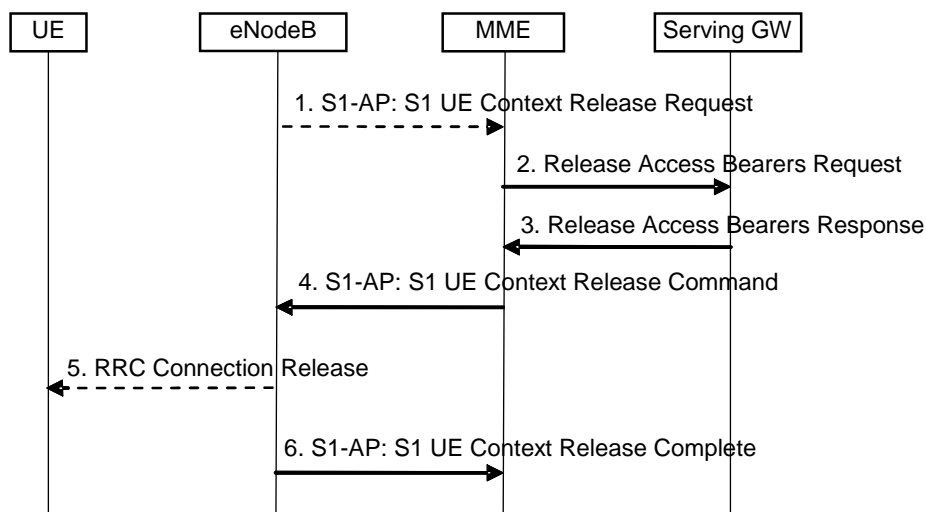 UE
eNodeB
MME
Serving GW
1. S1-AP: S1 UE Context Release Request
2. Release Access Bearers Request
3. Release Access Bearers Response
4. S1-AP: S1 UE Context Release Command
5. RRC Connection Release
6. S1-AP: S1 UE Context Release Complete